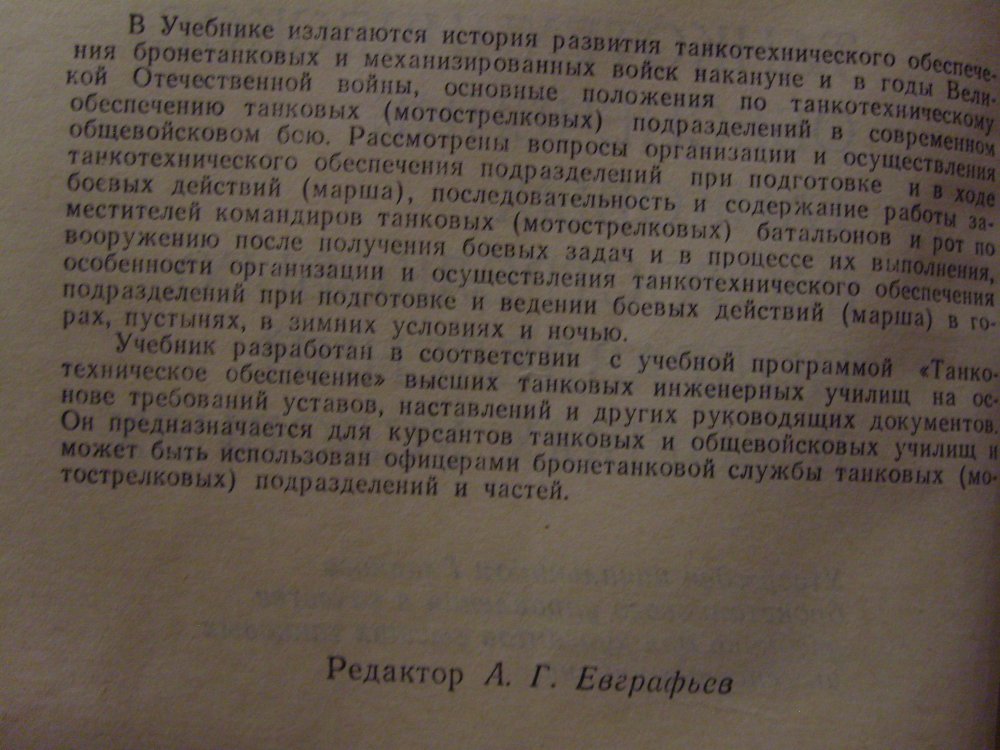 В Учебнике излагаются история развития танкотехнического обеспече-
ния бронетанковых и механизированных войск накануне и в годы Вели-
кой Отечественной войны, основные положения по танкотехническому
обеспечению танковых (мотострелковых) подразделений в современном
общевойсковом бою. Рассмотрены вопросы организации и осуществления
танкотехнического обеспечения подразделений при подготовке и в ходе
боевых действий (марша), последовательность и содержание работы за-
местителей командиров танковых (мотострелковых) батальонов и рот по
вооружению после получения боевых задач и в процессе их выполнения,
особенности организации и осуществления танкотехнического обеспечения
подразделений при подготовке и ведении боевых действий (марша) в го-
рах, пустынях, в зимних условиях и ночью.
Учебник разработан в соответствии с учебной программой «Танко-
техническое обеспечение» высших танковых инженерных училищ на ос-
нове требований уставов, наставлений и других руководящих документов.
Он предназначается для курсантов танковых и общевойсковых училищ и
может быть использован офицерами бронетанковой службы танковых (мо-
тострелковых) подразделений и частей.
Редактор А. Г. Евграфьев